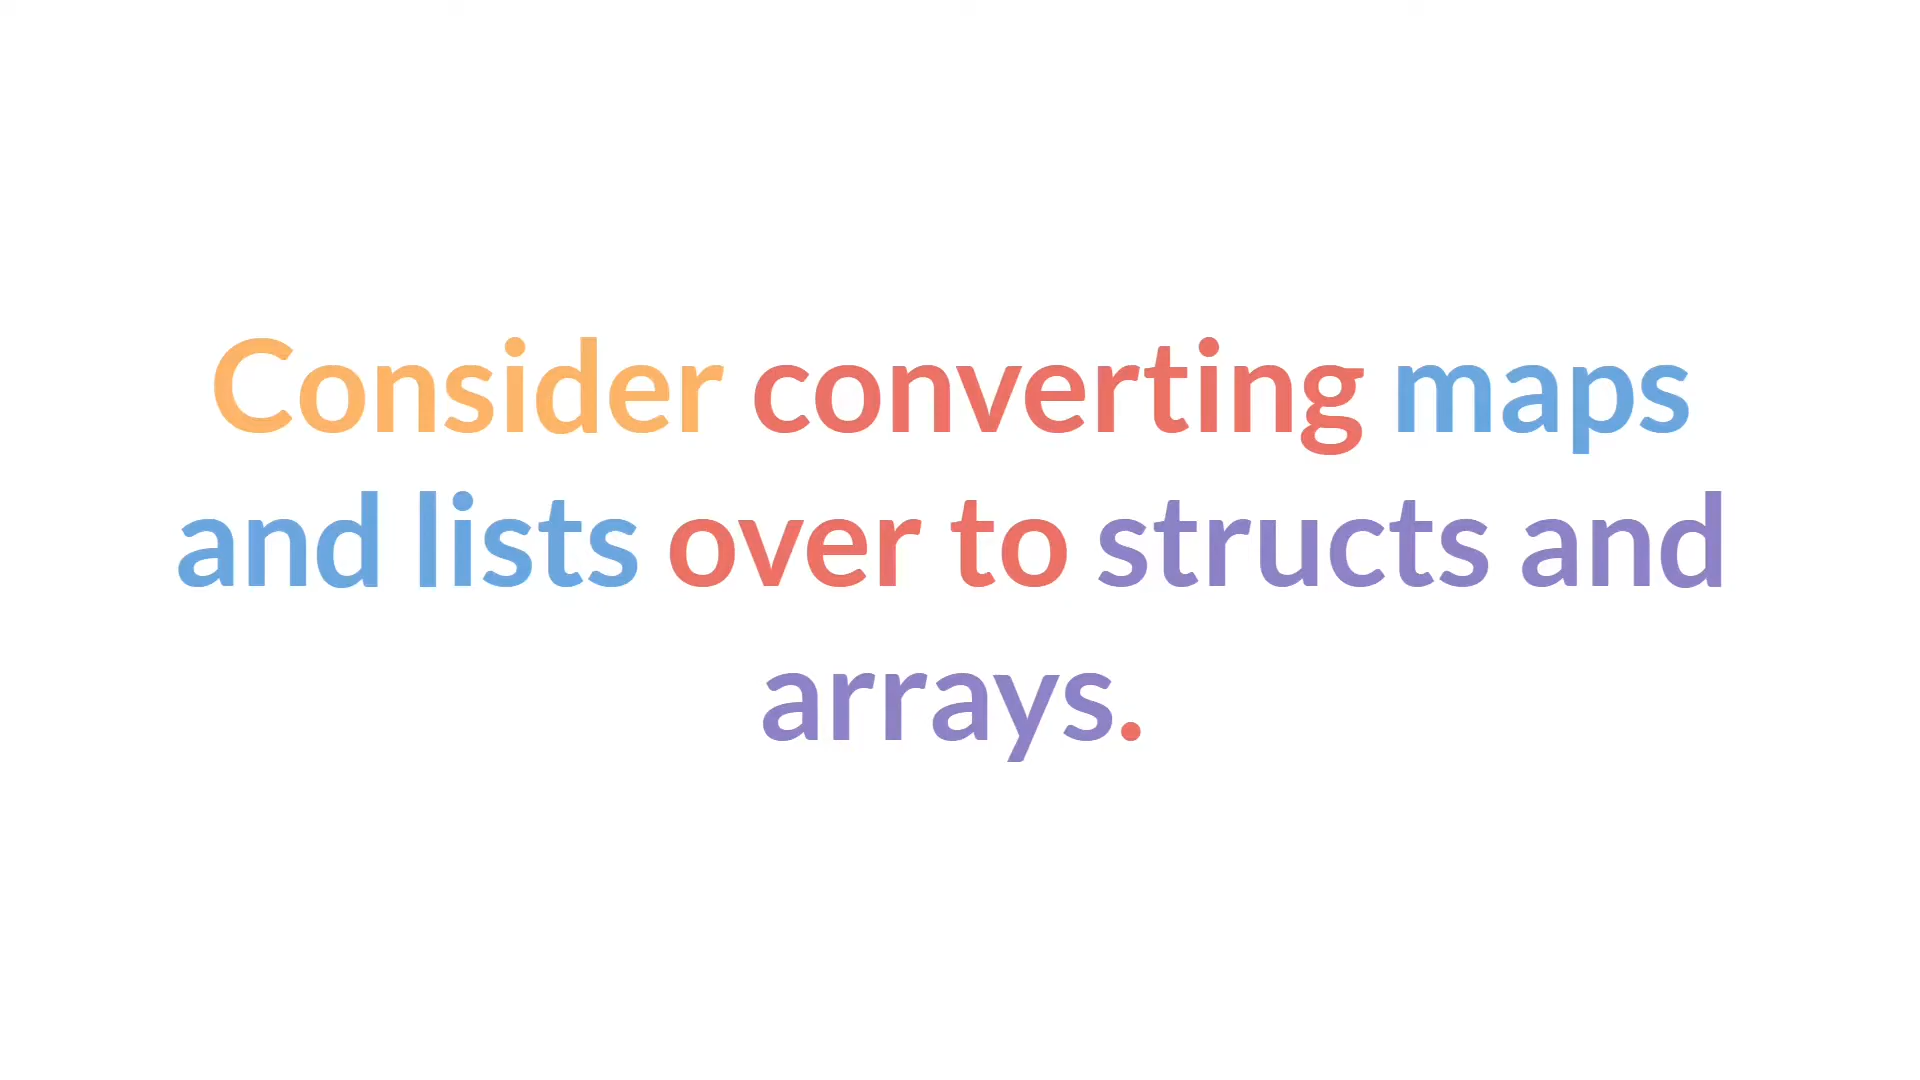 Consider converting maps
and lists over to structs and
arrays.